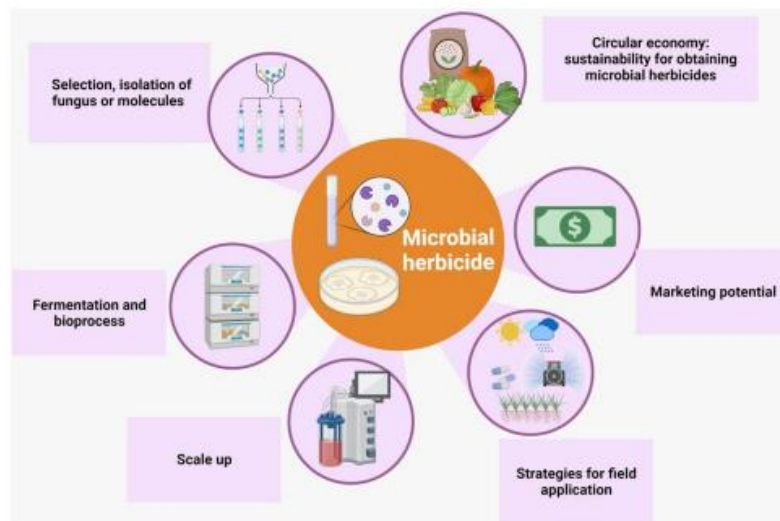 Selection, isolation of
fungus or molecules
Circular economy:
sustainability for obtaining
microbial herbicides
Microbial
herbicide
$
Marketing potential
Fermentation and
bioprocess
Scale up
Strategies for field
application